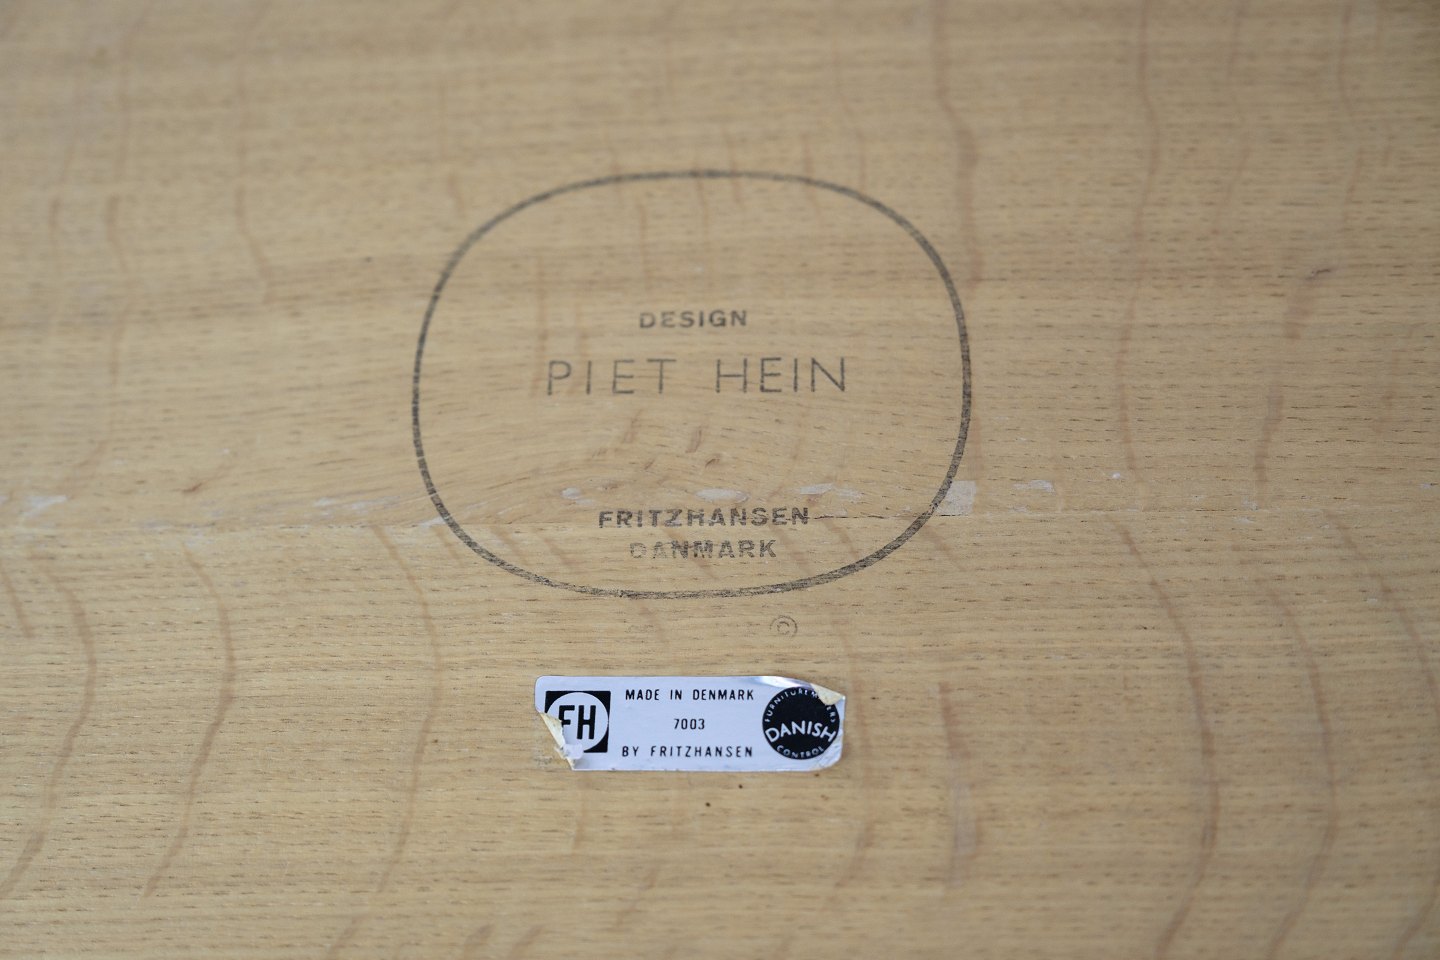 DESIGN
PIET HEIN
FRITZHANSEN
DANMARK
©
FH
MADE IN DENMARK
7003
BY FRITZHANSEN
DANISH
CONTROL